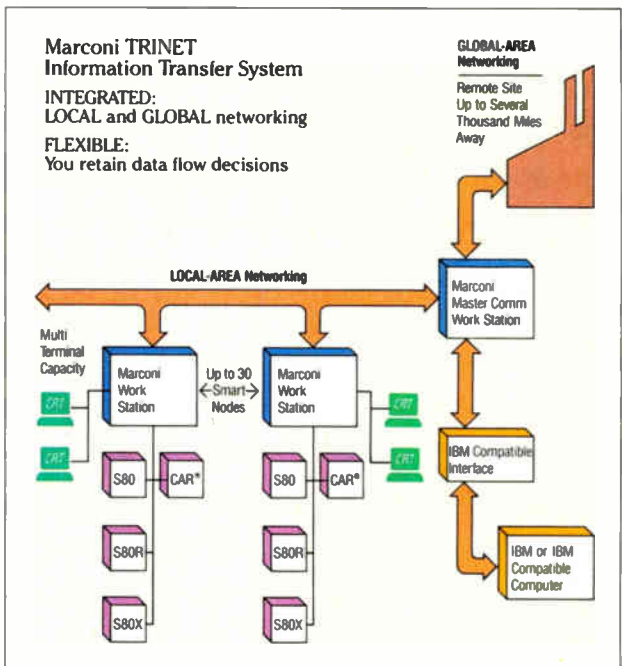 Marconi TRINET
Information Transfer System
INTEGRATED:
LOCAL and GLOBAL networking
FLEXIBLE:
You retain data flow decisions
GLOBAL-AREA
Networking
Remote Site
Up to Several
Thousand Miles
Away
LOCAL-AREA Networking
Marconi
Master Comm
Work Station
Multi
Terminal
Capacity
Marconi
Work
Station
Up to 30
Smart
Nodes
Marconi
Work
Station
CRT
CRT
CRT
CRT
S80
CAR*
S80R
S80X
S80
CAR*
S80R
S80X
IBM Compatible
Interface
IBM or IBM
Compatible
Computer